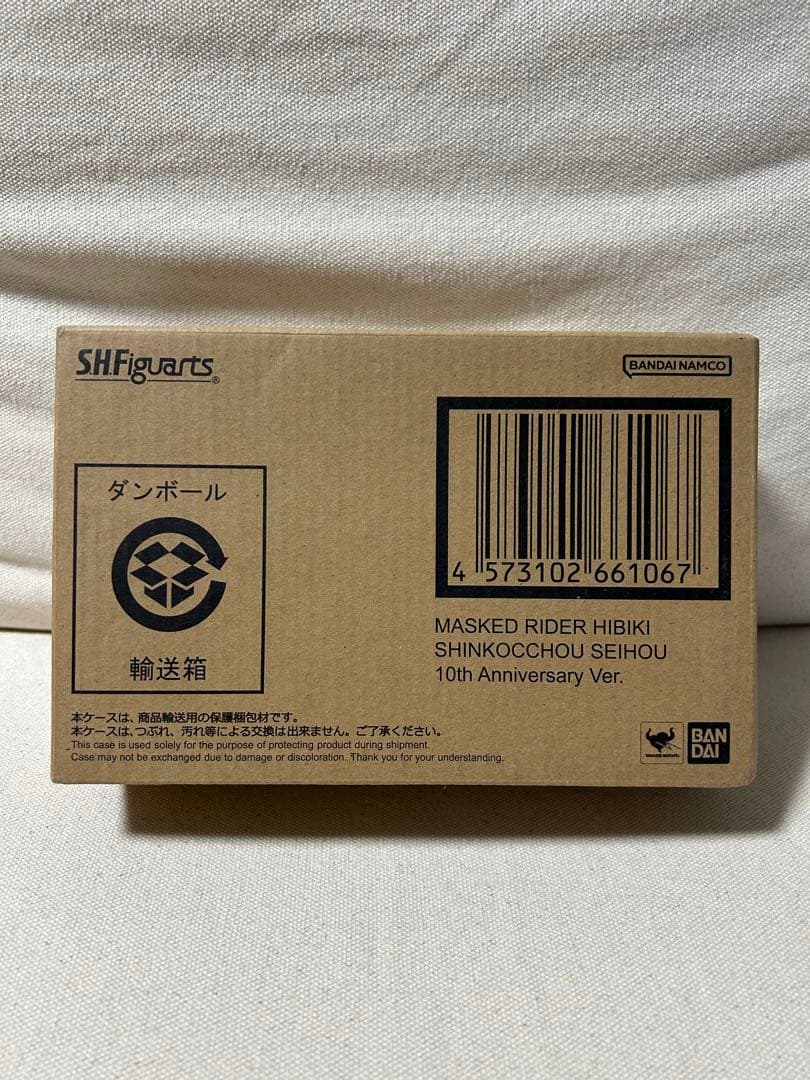 S.H.Figuarts®
BANDAI NAMCO
ダンボール
輸送箱
4 573102 661067
MASKED RIDER HIBIKI
SHINKOCCHOU SEIHOU
10th Anniversary Ver.
本ケースは、商品輸送用の保護梱包材です。
本ケースは、つぶれ、汚れ等による交換は出来ません。ご了承ください。
This case is used solely for the purpose of protecting product during shipment.
Case may not be exchanged due to damage or discoloration. Thank you for your understanding.
BAN
DAI